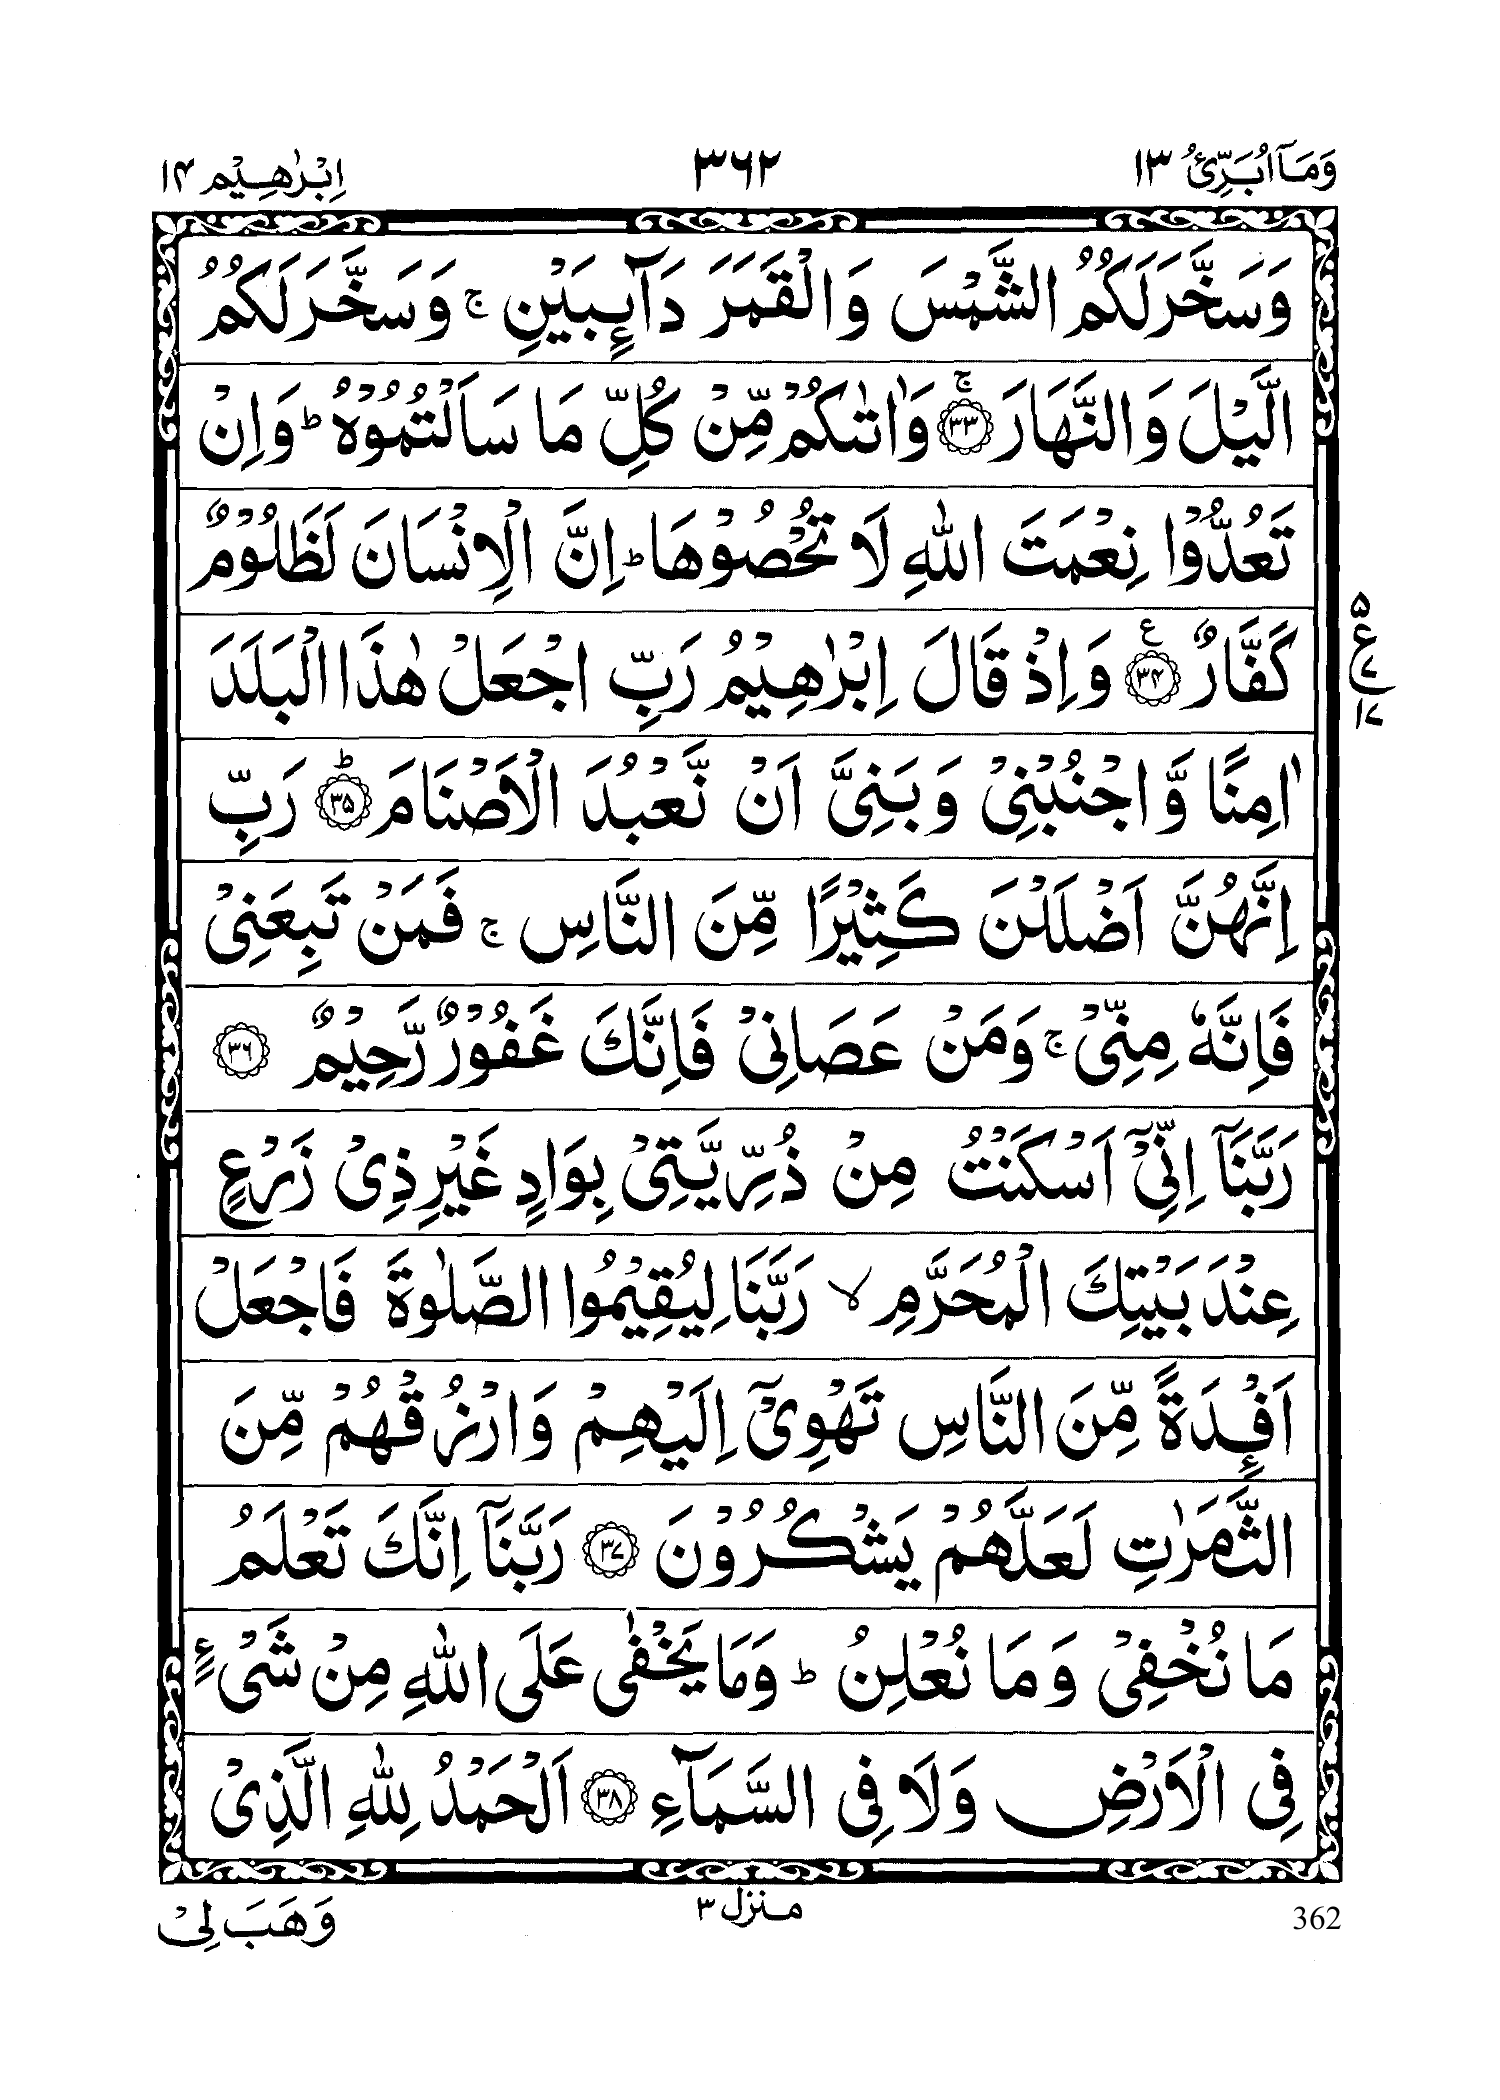 وَمَآ اُبَرِّئُ ١٣
٣٦٢
اِبْرٰهِيْم ١٤
وَسَخَّرَلَكُمُ الشَّمْسَ وَالْقَمَرَ دَآىِٕبَيْنِ ج وَسَخَّرَلَكُمُ
الَّيْلَ وَالنَّهَارَ ۚ ﴿٣٣﴾ وَاٰتٰىكُمْ مِّنْ كُلِّ مَا سَاَلْتُمُوْهُ ط وَاِنْ
تَعُدُّوْا نِعْمَتَ اللّٰهِ لَا تُحْصُوْهَا ط اِنَّ الْاِنْسَانَ لَظَلُوْمٌ
كَفَّارٌ ع ﴿٣٤﴾ وَاِذْ قَالَ اِبْرٰهِيْمُ رَبِّ اجْعَلْ هٰذَا الْبَلَدَ
٥
ع
٧
١٧
اٰمِنًا وَّاجْنُبْنِيْ وَبَنِيَّ اَنْ نَّعْبُدَ الْاَصْنَامَ ط ﴿٣٥﴾ رَبِّ
اِنَّهُنَّ اَضْلَلْنَ كَثِيْرًا مِّنَ النَّاسِ ج فَمَنْ تَبِعَنِيْ
فَاِنَّهٗ مِنِّيْ ج وَمَنْ عَصَانِيْ فَاِنَّكَ غَفُوْرٌ رَّحِيْمٌ ﴿٣٦﴾
رَبَّنَآ اِنِّيْٓ اَسْكَنْتُ مِنْ ذُرِّيَّتِيْ بِوَادٍ غَيْرِ ذِيْ زَرْعٍ
عِنْدَ بَيْتِكَ الْمُحَرَّمِ لا رَبَّنَا لِيُقِيْمُوا الصَّلٰوةَ فَاجْعَلْ
اَفْـِٕدَةً مِّنَ النَّاسِ تَهْوِيْٓ اِلَيْهِمْ وَارْزُقْهُمْ مِّنَ
الثَّمَرٰتِ لَعَلَّهُمْ يَشْكُرُوْنَ ﴿٣٧﴾ رَبَّنَآ اِنَّكَ تَعْلَمُ
مَا نُخْفِيْ وَمَا نُعْلِنُ ط وَمَا يَخْفٰى عَلَى اللّٰهِ مِنْ شَيْءٍ
فِي الْاَرْضِ وَلَا فِي السَّمَآءِ ﴿٣٨﴾ اَلْحَمْدُ لِلّٰهِ الَّذِيْ
362
منزل ٣
وَهَبَ لِيْ